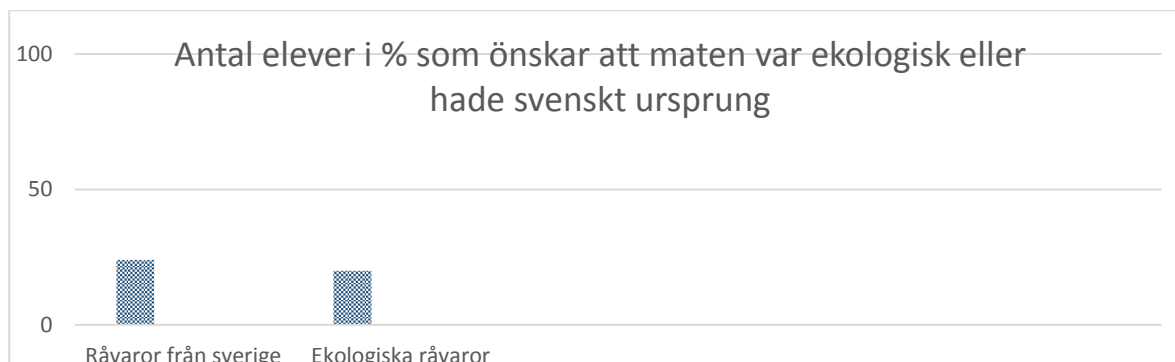 Antal elever i % som önskar att maten var ekologisk eller
hade svenskt ursprung
100
50
0
Råvaror från sverige
Ekologiska råvaror